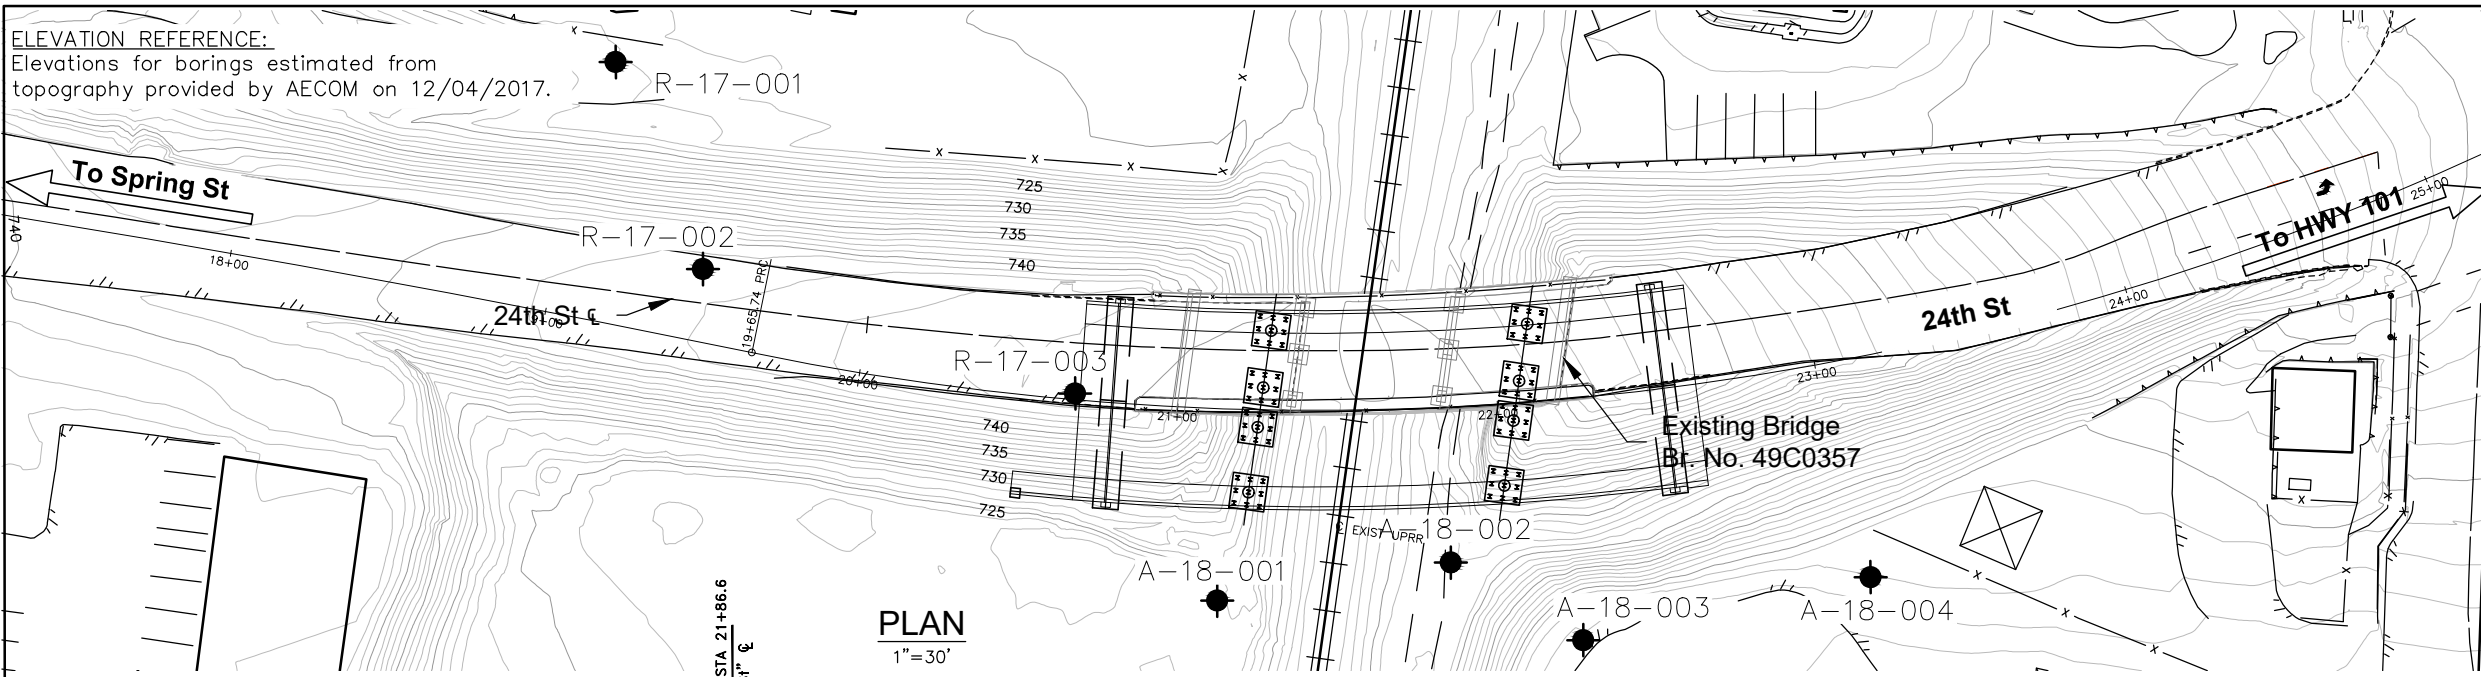 ELEVATION REFERENCE:
Elevations for borings estimated from
topography provided by AECOM on 12/04/2017.
R-17-001
To Spring St
740
18+00
R-17-002
24th St ℄
19+00
19+65.74 PRC
20+00
R-17-003
725
730
735
740
740
735
730
725
21+00
22+00
23+00
24+00
25+00
To HWY 101
24th St
Existing Bridge
Br. No. 49C0357
℄ EXIST UPRR
A-18-001
A-18-002
A-18-003
A-18-004
PLAN
1"=30'
STA 21+86.6